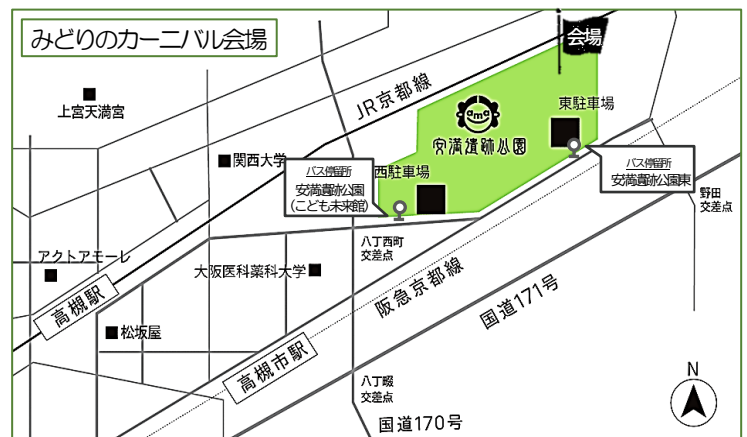 みどりのカーニバル会場
会場
JR京都線
上宮天満宮
東駐車場
安満遺跡公園
関西大学
バス停留所
安満遺跡公園
(こども未来館)
西駐車場
バス停留所
安満遺跡公園東
野田
交差点
八丁西町
交差点
アクトアモーレ
大阪医科薬科大学
阪急京都線
国道171号
高槻駅
松坂屋
高槻市駅
八丁畷
交差点
国道170号
N